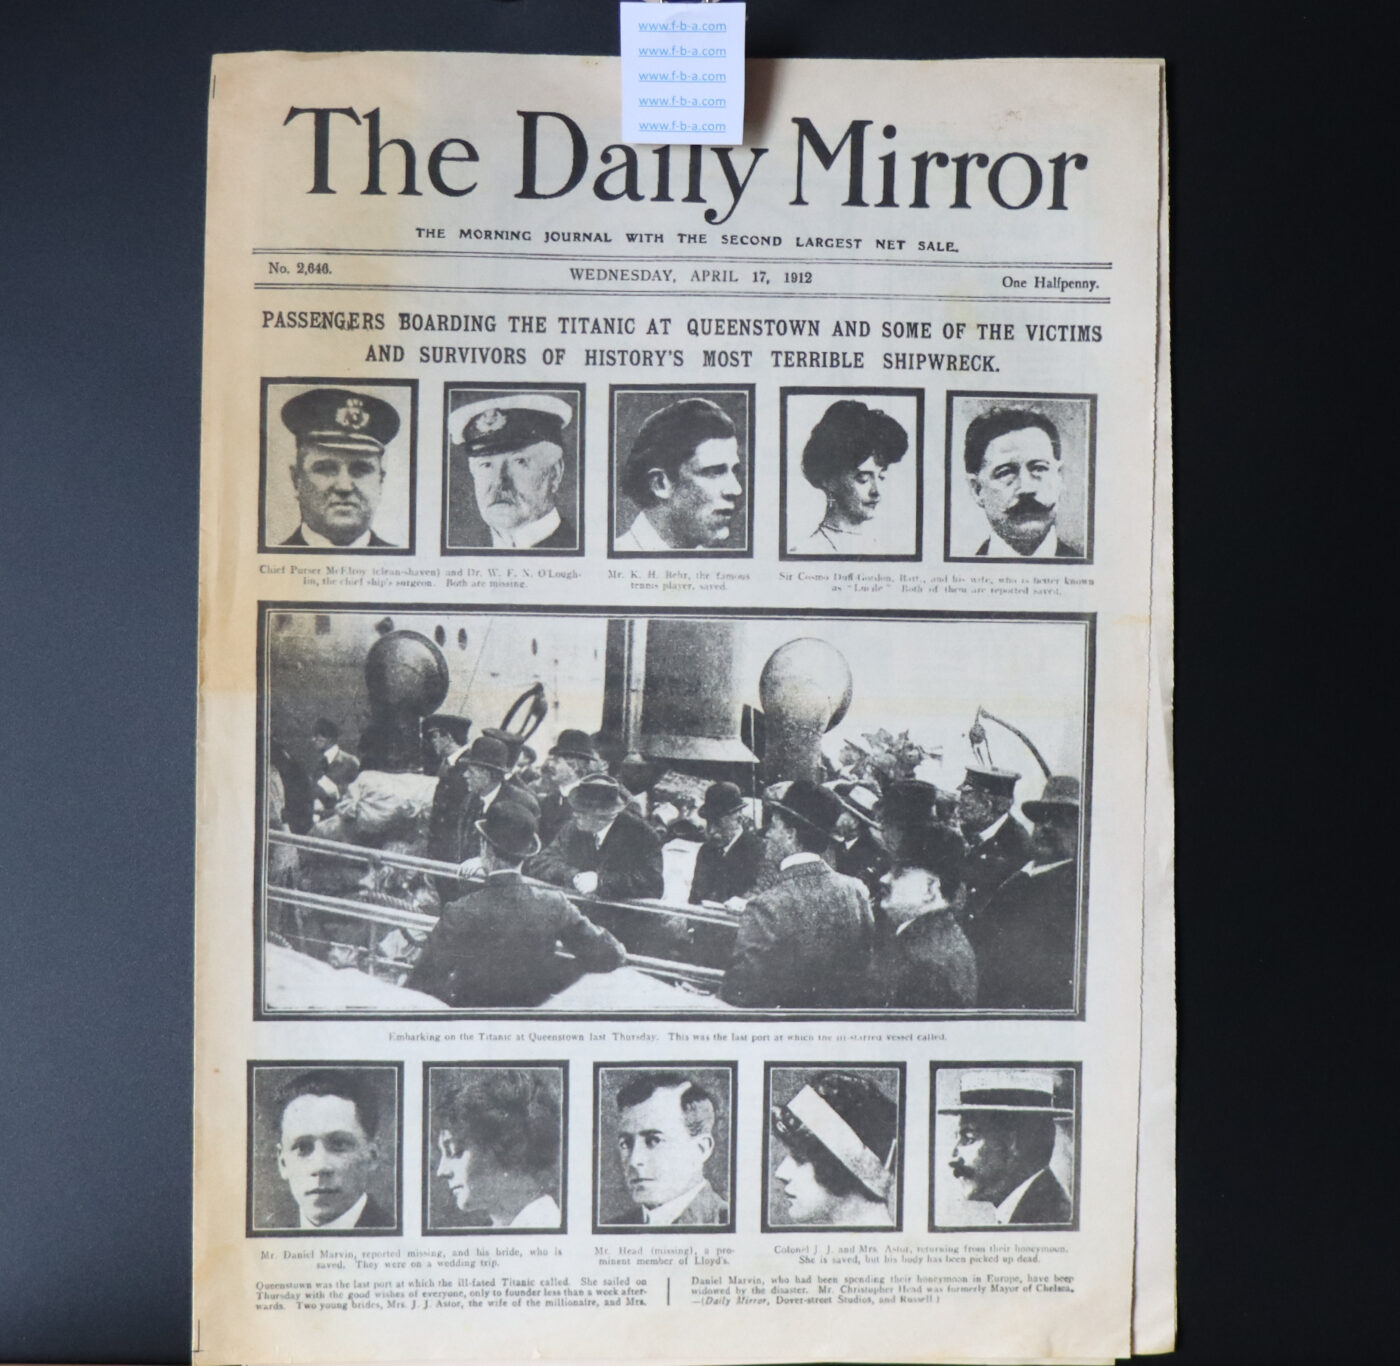 www.f-b-a.com
www.f-b-a.com
www.f-b-a.com
www.f-b-a.com
www.f-b-a.com
The Daily Mirror
THE MORNING JOURNAL WITH THE SECOND LARGEST NET SALE.
No. 2,646.
WEDNESDAY, APRIL 17, 1912
One Halfpenny.
PASSENGERS BOARDING THE TITANIC AT QUEENSTOWN AND SOME OF THE VICTIMS
AND SURVIVORS OF HISTORY'S MOST TERRIBLE SHIPWRECK.
Chief Purser McElroy (clean-shaven) and Dr. W. F. N. O'Lough-
lin, the chief ship's surgeon. Both are missing.
Mr. K. H. Behr, the famous
tennis player, saved.
Sir Cosmo Duff-Gordon, Bart., and his wife, who is better known
as "Lucile" Both of them are reported saved.
Embarking on the Titanic at Queenstown last Thursday. This was the last port at which the ill-starred vessel called.
Mr. Daniel Marvin, reported missing, and his bride, who is
saved. They were on a wedding trip.
Mr. Head (missing), a pro-
minent member of Lloyd's.
Colonel J. J. and Mrs. Astor, returning from their honeymoon.
She is saved, but his body has been picked up dead.
Queenstown was the last port at which the ill-fated Titanic called. She sailed on
Thursday with the good wishes of everyone, only to founder less than a week after-
wards. Two young brides, Mrs. J. J. Astor, the wife of the millionaire, and Mrs.
Daniel Marvin, who had been spending their honeymoon in Europe, have been
widowed by the disaster. Mr. Christopher Head was formerly Mayor of Chelsea.
—(Daily Mirror, Dover-street Studios, and Russell)